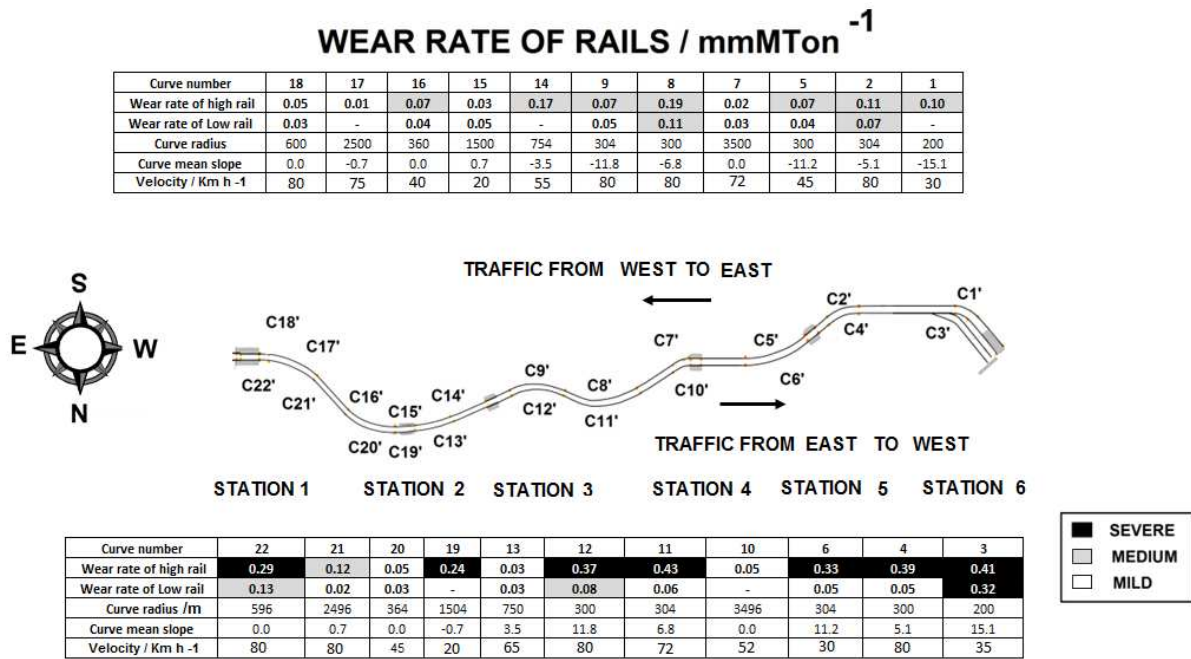 WEAR RATE OF RAILS / mmMTon -1
Curve number 18 17 16 15 14 9 8 7 5 2 1
Wear rate of high rail 0.05 0.01 0.07 0.03 0.17 0.07 0.19 0.02 0.07 0.11 0.10
Wear rate of Low rail 0.03 - 0.04 0.05 - 0.05 0.11 0.03 0.04 0.07 -
Curve radius 600 2500 360 1500 754 304 300 3500 300 304 200
Curve mean slope 0.0 -0.7 0.0 0.7 -3.5 -11.8 -6.8 0.0 -11.2 -5.1 -15.1
Velocity / Km h -1 80 75 40 20 55 80 80 72 45 80 30
TRAFFIC FROM WEST TO EAST
S
E W
N
C18' C17' C16' C15' C14' C9' C8' C7' C5' C2' C1'
C22' C21' C20' C19' C13' C12' C11' C10' C6' C4' C3'
TRAFFIC FROM EAST TO WEST
STATION 1 STATION 2 STATION 3 STATION 4 STATION 5 STATION 6
Curve number 22 21 20 19 13 12 11 10 6 4 3
Wear rate of high rail 0.29 0.12 0.05 0.24 0.03 0.37 0.43 0.05 0.33 0.39 0.41
Wear rate of Low rail 0.13 0.02 0.03 - 0.03 0.08 0.06 - 0.05 0.05 0.32
Curve radius /m 596 2496 364 1504 750 300 304 3496 304 300 200
Curve mean slope 0.0 0.7 0.0 -0.7 3.5 11.8 6.8 0.0 11.2 5.1 15.1
Velocity / Km h -1 80 80 45 20 65 80 72 52 30 80 35
SEVERE
MEDIUM
MILD